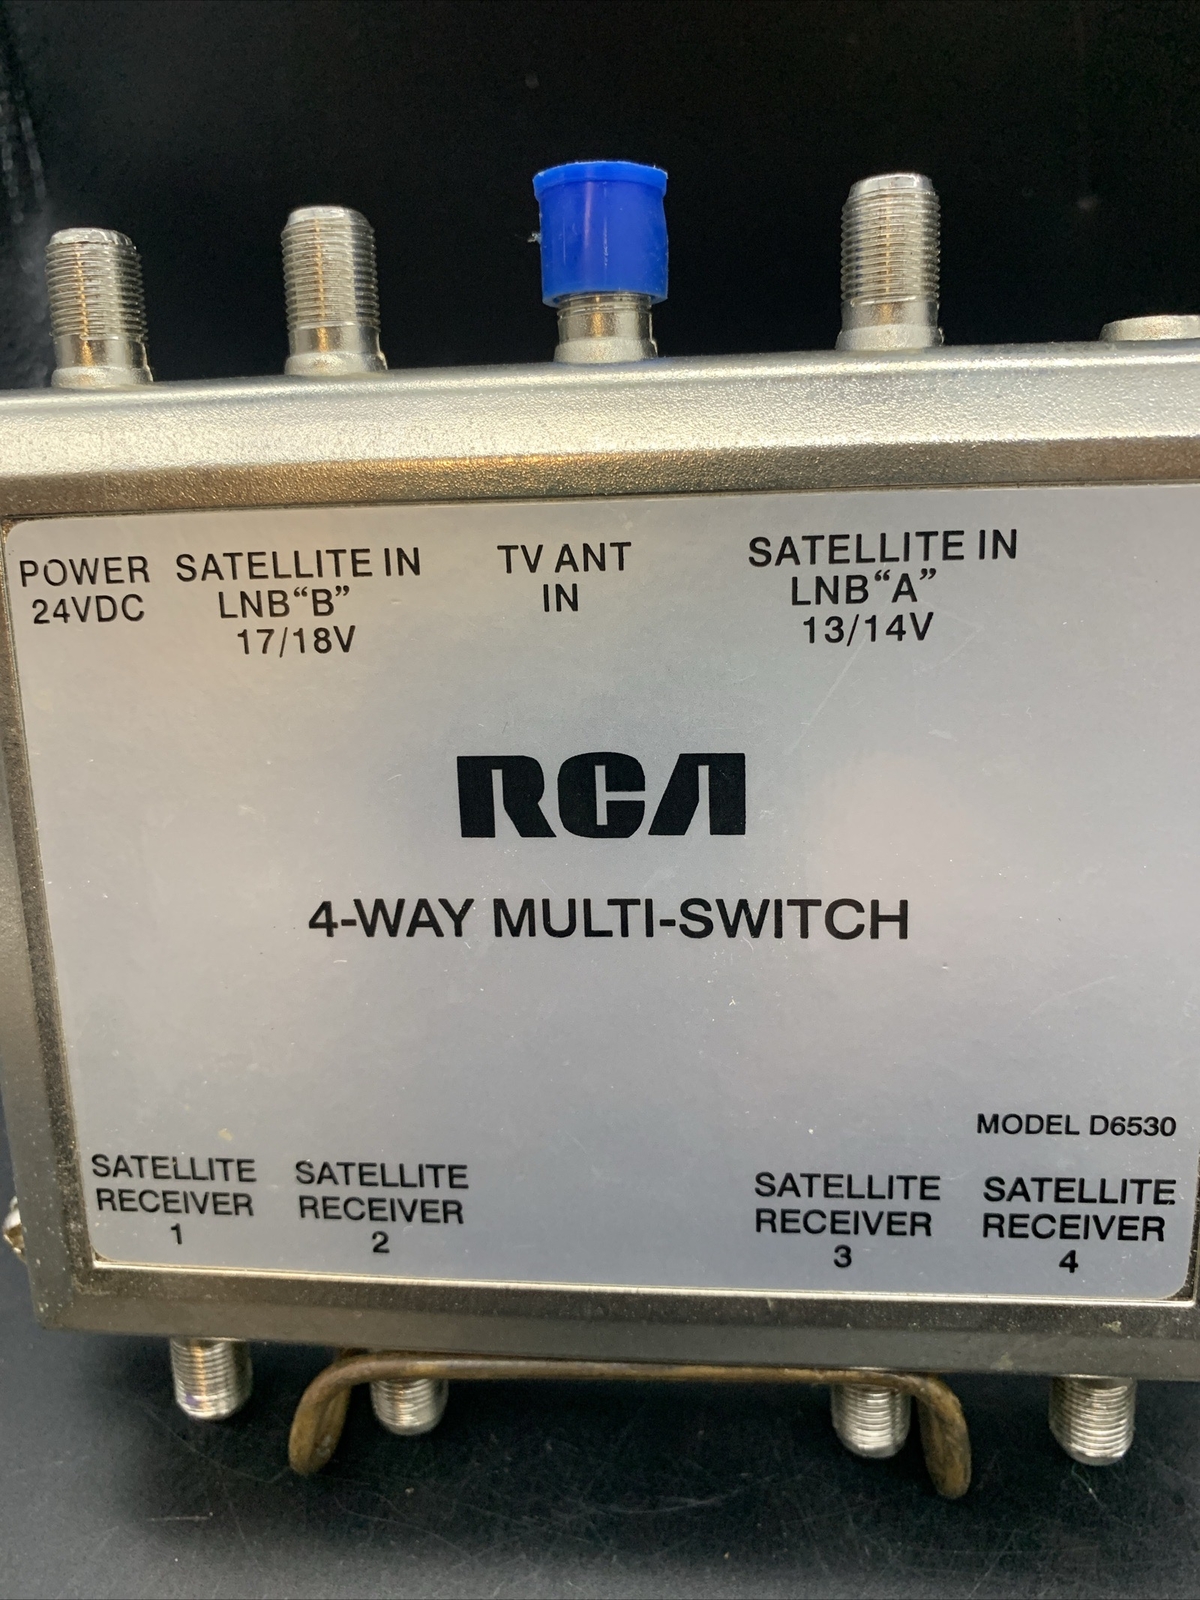 POWER
24VDC
SATELLITE IN
LNB“B”
17/18V
TV ANT
IN
SATELLITE IN
LNB“A”
13/14V
RCA
4-WAY MULTI-SWITCH
MODEL D6530
SATELLITE
RECEIVER
1
SATELLITE
RECEIVER
2
SATELLITE
RECEIVER
3
SATELLITE
RECEIVER
4